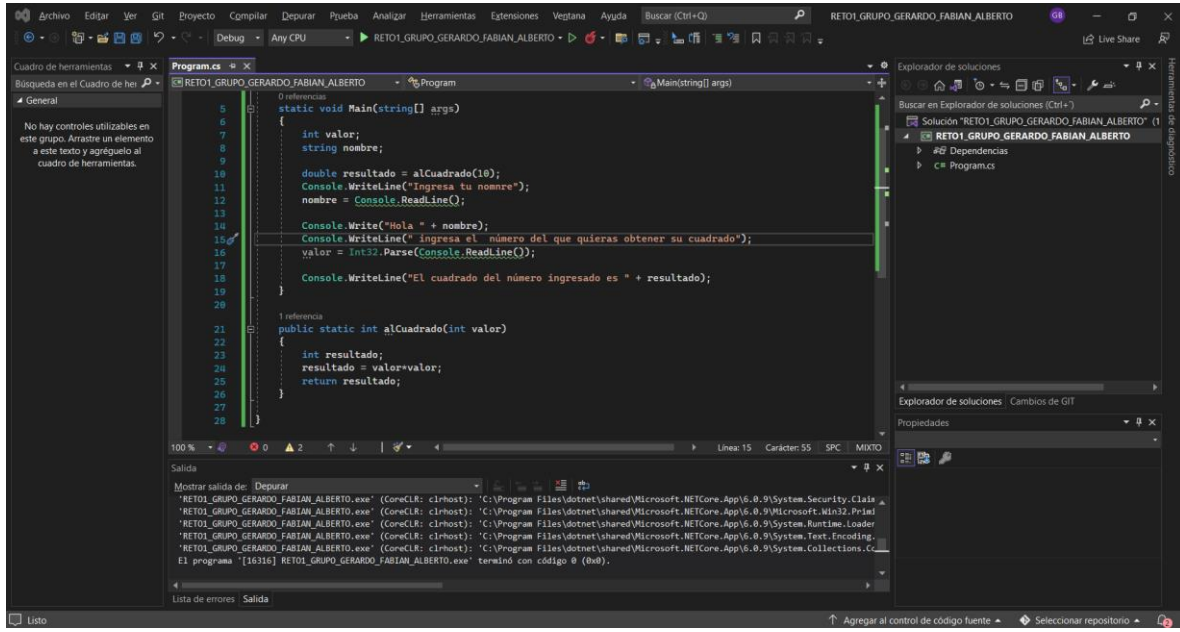 Archivo Editar Ver Git Proyecto Compilar Depurar Prueba Analizar Herramientas Extensiones Ventana Ayuda Buscar (Ctrl+Q) RETO1_GRUPO_GERARDO_FABIAN_ALBERTO GB
Debug Any CPU RETO1_GRUPO_GERARDO_FABIAN_ALBERTO Live Share
Cuadro de herramientas
Búsqueda en el Cuadro de her
General
No hay controles utilizables en
este grupo. Arrastre un elemento
a este texto y agréguelo al
cuadro de herramientas.
Program.cs
RETO1_GRUPO_GERARDO_FABIAN_ALBERTO Program Main(string[] args)
0 referencias
5 static void Main(string[] args)
6 {
7 int valor;
8 string nombre;
9
10 double resultado = alCuadrado(10);
11 Console.WriteLine("Ingresa tu nomnre");
12 nombre = Console.ReadLine();
13
14 Console.Write("Hola " + nombre);
15 Console.WriteLine(" ingresa el  número del que quieras obtener su cuadrado");
16 valor = Int32.Parse(Console.ReadLine());
17
18 Console.WriteLine("El cuadrado del número ingresado es " + resultado);
19 }
20
1 referencia
21 public static int alCuadrado(int valor)
22 {
23 int resultado;
24 resultado = valor*valor;
25 return resultado;
26 }
27
28 }
100 % 0 2 Línea: 15 Carácter: 55 SPC MIXTO
Salida
Mostrar salida de: Depurar
'RETO1_GRUPO_GERARDO_FABIAN_ALBERTO.exe' (CoreCLR: clrhost): 'C:\Program Files\dotnet\shared\Microsoft.NETCore.App\6.0.9\System.Security.Claim
'RETO1_GRUPO_GERARDO_FABIAN_ALBERTO.exe' (CoreCLR: clrhost): 'C:\Program Files\dotnet\shared\Microsoft.NETCore.App\6.0.9\Microsoft.Win32.Primi
'RETO1_GRUPO_GERARDO_FABIAN_ALBERTO.exe' (CoreCLR: clrhost): 'C:\Program Files\dotnet\shared\Microsoft.NETCore.App\6.0.9\System.Runtime.Loader
'RETO1_GRUPO_GERARDO_FABIAN_ALBERTO.exe' (CoreCLR: clrhost): 'C:\Program Files\dotnet\shared\Microsoft.NETCore.App\6.0.9\System.Text.Encoding.
'RETO1_GRUPO_GERARDO_FABIAN_ALBERTO.exe' (CoreCLR: clrhost): 'C:\Program Files\dotnet\shared\Microsoft.NETCore.App\6.0.9\System.Collections.Cc
El programa '[16316] RETO1_GRUPO_GERARDO_FABIAN_ALBERTO.exe' terminó con código 0 (0x0).
Lista de errores Salida
Explorador de soluciones
Buscar en Explorador de soluciones (Ctrl+')
Solución "RETO1_GRUPO_GERARDO_FABIAN_ALBERTO" (1
RETO1_GRUPO_GERARDO_FABIAN_ALBERTO
Dependencias
C# Program.cs
Explorador de soluciones Cambios de GIT
Propiedades
Herramientas de diagnóstico
Listo Agregar al control de código fuente Seleccionar repositorio 2